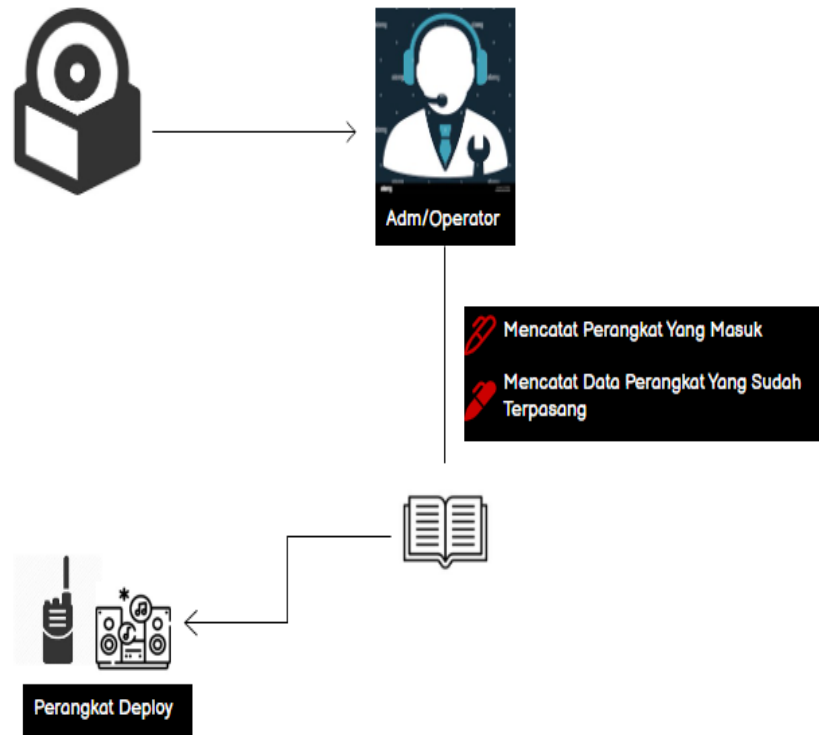 Adm/Operator
Mencatat Perangkat Yang Masuk
Mencatat Data Perangkat Yang Sudah
Terpasang
Perangkat Deploy